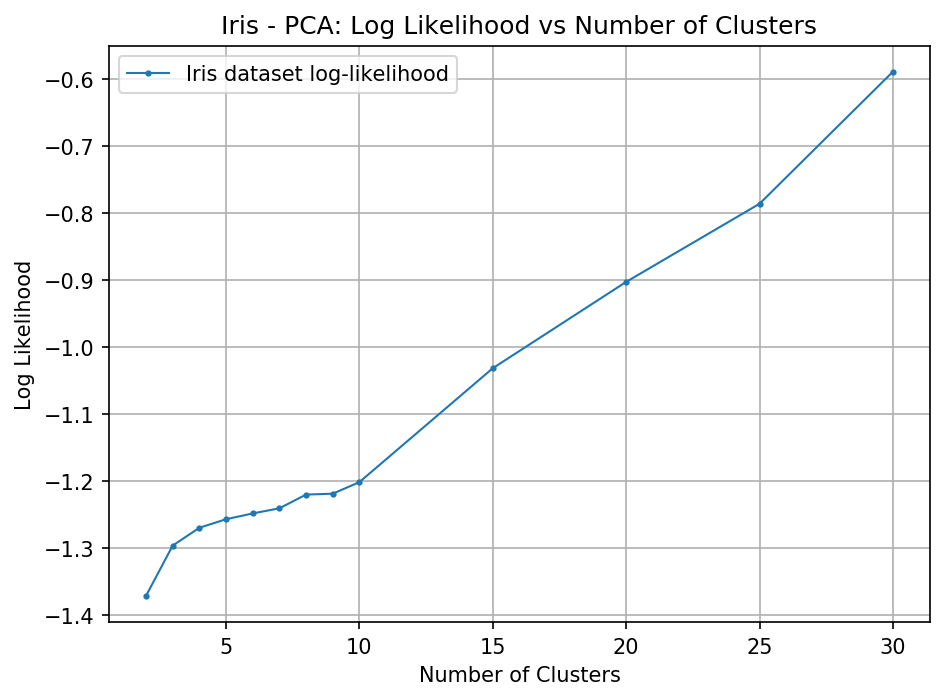 Iris - PCA: Log Likelihood vs Number of Clusters
Iris dataset log-likelihood
Log Likelihood
−0.6
−0.7
−0.8
−0.9
−1.0
−1.1
−1.2
−1.3
−1.4
5 10 15 20 25 30
Number of Clusters